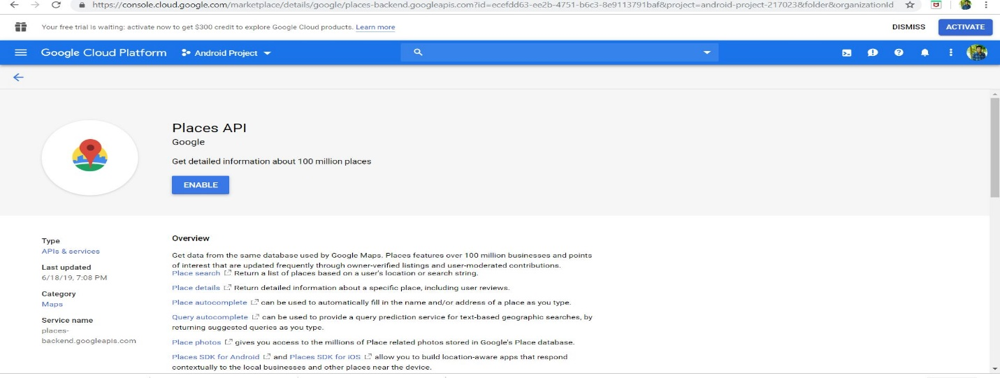 https://console.cloud.google.com/marketplace/details/google/places-backend.googleapis.com?id=ecefdd63-ee2b-4751-b6c3-8e9113791baf&project=android-project-217023&folder&organizationId
Your free trial is waiting: activate now to get $300 credit to explore Google Cloud products. Learn more
DISMISS
ACTIVATE
Google Cloud Platform
Android Project
Places API
Google
Get detailed information about 100 million places
ENABLE
Type
APIs & services
Last updated
6/18/19, 7:08 PM
Category
Maps
Service name
places-
backend.googleapis.com
Overview
Get data from the same database used by Google Maps. Places features over 100 million businesses and points
of interest that are updated frequently through owner-verified listings and user-moderated contributions.
Place search Return a list of places based on a user's location or search string.
Place details Return detailed information about a specific place, including user reviews.
Place autocomplete can be used to automatically fill in the name and/or address of a place as you type.
Query autocomplete can be used to provide a query prediction service for text-based geographic searches, by
returning suggested queries as you type.
Place photos gives you access to the millions of Place related photos stored in Google's Place database.
Places SDK for Android and Places SDK for iOS allow you to build location-aware apps that respond
contextually to the local businesses and other places near the device.